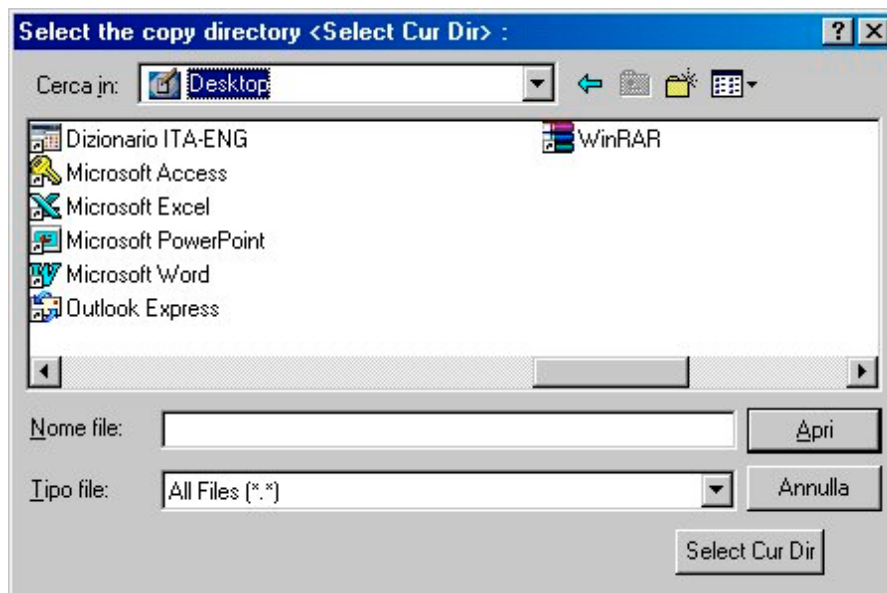 Select the copy directory <Select Cur Dir> :
Cerca in: Desktop
Dizionario ITA-ENG
Microsoft Access
Microsoft Excel
Microsoft PowerPoint
Microsoft Word
Outlook Express
WinRAR
Nome file:
Apri
Tipo file: All Files (*.*)
Annulla
Select Cur Dir